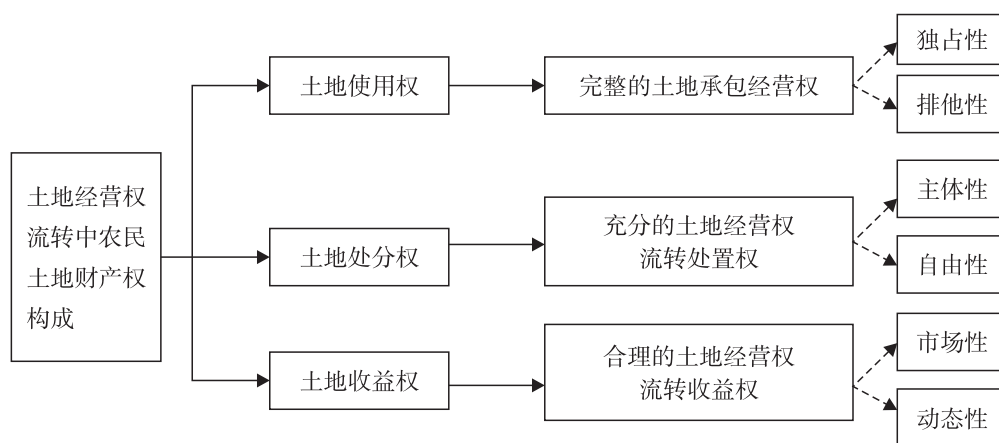 土地经营权
流转中农民
土地财产权
构成
土地使用权
完整的土地承包经营权
独占性
排他性
土地处分权
充分的土地经营权
流转处置权
主体性
自由性
土地收益权
合理的土地经营权
流转收益权
市场性
动态性